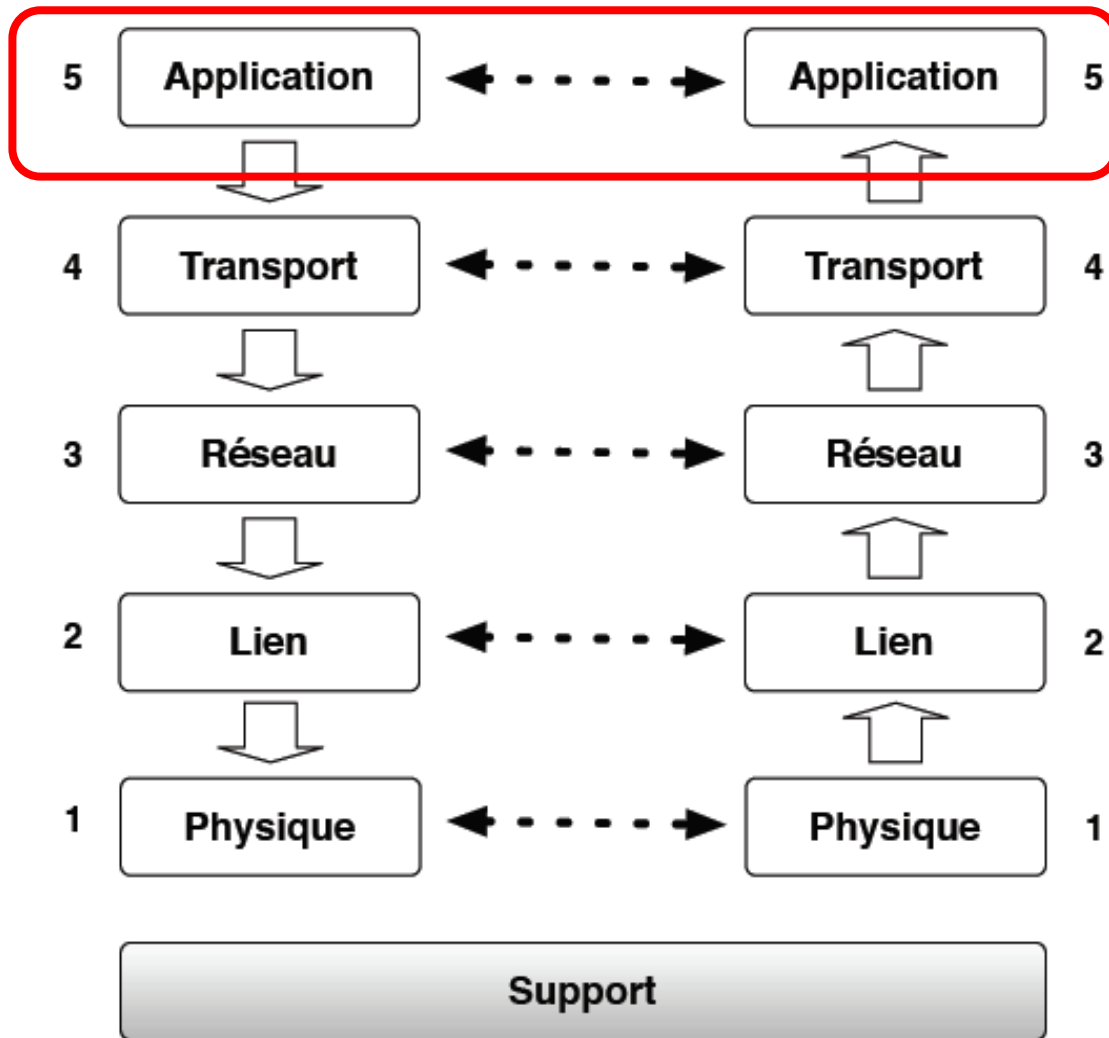 5 Application Application 5
4 Transport Transport 4
3 Réseau Réseau 3
2 Lien Lien 2
1 Physique Physique 1
Support